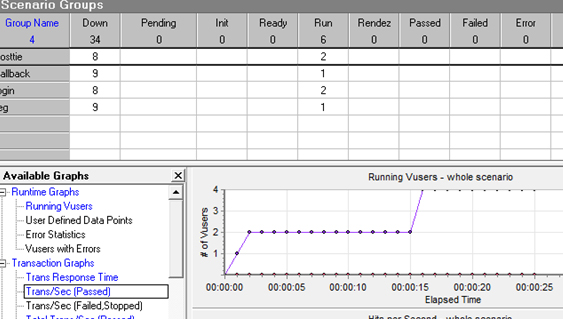 Scenario Groups
Group Name Down Pending Init Ready Run Rendez Passed Failed Error
4 34 0 0 0 6 0 0 0 0
osttie 8 2
allback 9 1
ogin 8 2
eg 9 1
Available Graphs
Runtime Graphs
Running Vusers
User Defined Data Points
Error Statistics
Vusers with Errors
Transaction Graphs
Trans Response Time
Trans/Sec (Passed)
Trans/Sec (Failed,Stopped)
Total Trans/Sec (Passed)
Running Vusers - whole scenario
# of Vusers
4
3
2
1
00:00:00 00:00:05 00:00:10 00:00:15 00:00:20 00:00:25
Elapsed Time
Hits per Second - whole scenario